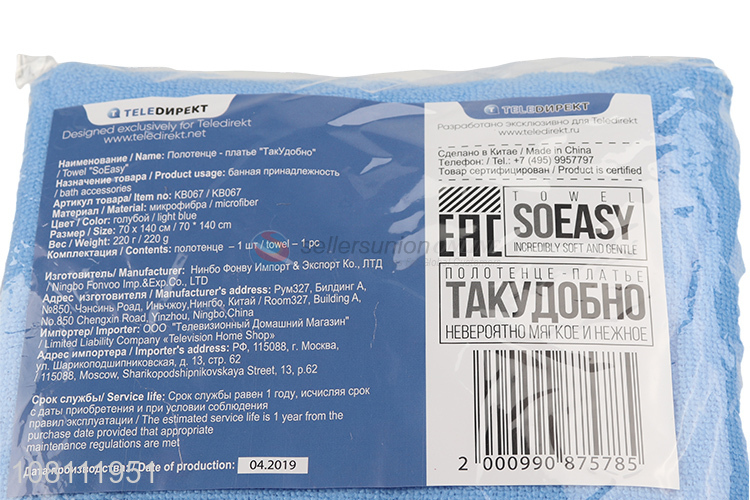 TELEDИРЕКТ
Designed exclusively for Teledirekt
www.teledirekt.net
Наименование / Name: Полотенце - платье "ТакУдобно"
/ Towel "SoEasy"
Назначение товара / Product usage: банная принадлежность
/ bath accessories
Артикул товара / Item No: KB067 / KB067
Материал / Material: микрофибра / microfiber
Цвет / Color: голубой / light blue
Размер / Size: 70 x 140 см / 70 * 140 cm
Вес / Weight: 220 г / 220 g
Комплектация / Contents: полотенце – 1 шт / towel – 1 pc
Изготовитель / Manufacturer: Нинбо Фонву Импорт & Экспорт Ко., ЛТД
/ Ningbo Fonvoo Imp.&Exp.Co., LTD
Адрес изготовителя / Manufacturer's address: Рум327, Билдинг А,
№850, Чэнсинь Роад, Иньчжоу, Нингбо, Китай / Room327, Building A,
No.850 Chengxin Road, Yinzhou, Ningbo,China
Импортер/ Importer: ООО "Телевизионный Домашний Магазин"
/ Limited Liability Company «Television Home Shop»
Адрес импортера / Importer's address: РФ, 115088, г. Москва,
ул. Шарикоподшипниковская, д. 13, стр. 62
115088, Moscow, Sharikopodshipnikovskaya Street, 13, p.62
Срок службы/ Service life: Срок службы равен 1 году, исчисляя срок
с даты приобретения и при условии соблюдения
правил эксплуатации / The estimated service life is 1 year from the
purchase date provided that appropriate
maintenance regulations are met
Дата производства/ Date of production: 04.2019
TELEDИРЕКТ
Разработано эксклюзивно для Teledirekt
www.teledirekt.ru
Сделано в Китае / Made in China
Телефон: / Tel.: +7 (495) 9957797
Товар сертифицирован / Product is certified
EAC
TOWEL
SOEASY
INCREDIBLY SOFT AND GENTLE
ПОЛОТЕНЦЕ-ПЛАТЬЕ
ТАКУДОБНО
НЕВЕРОЯТНО МЯГКОЕ И НЕЖНОЕ
2 000990 875785
sellersunion